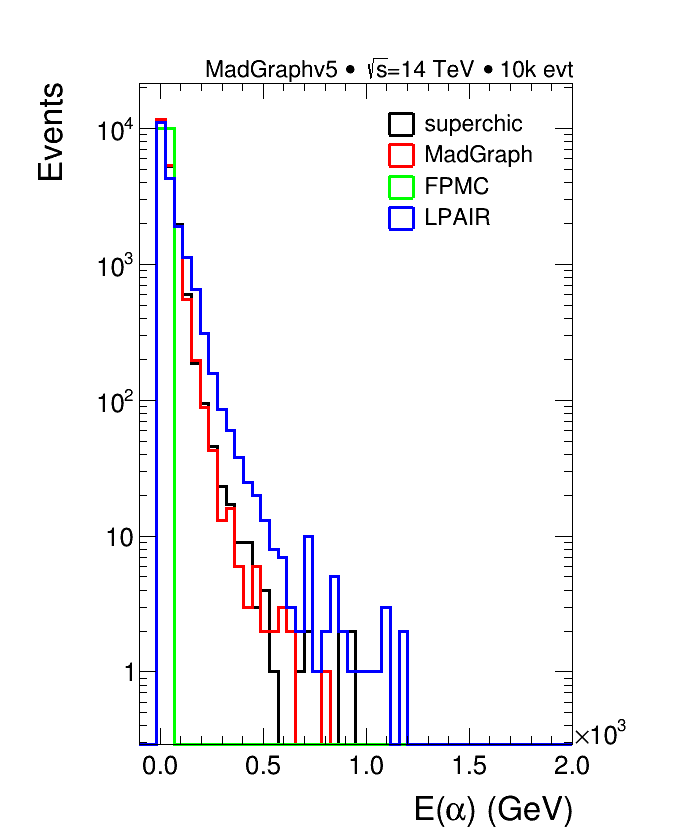 MadGraphv5 • √s=14 TeV • 10k evt
Events
superchic
MadGraph
FPMC
LPAIR
10⁴
10³
10²
10
1
0.0 0.5 1.0 1.5 2.0
×10³
E(α) (GeV)